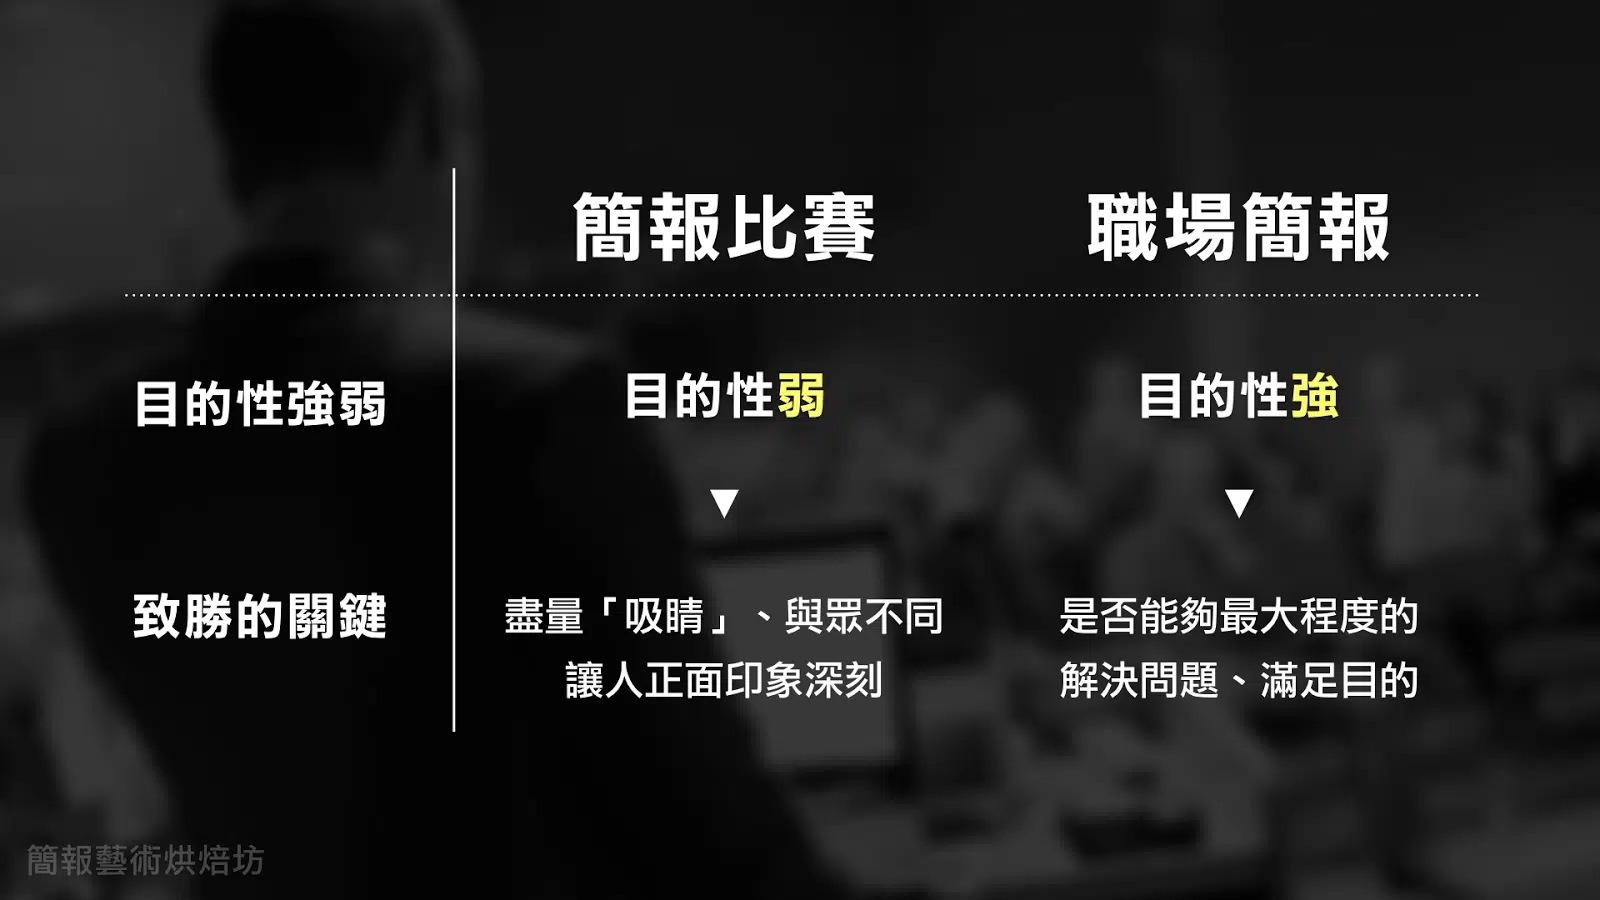 簡報比賽 職場簡報
目的性強弱 目的性弱 目的性強
▼ ▼
致勝的關鍵 盡量「吸睛」、與眾不同 是否能夠最大程度的
讓人正面印象深刻 解決問題、滿足目的
簡報藝術烘焙坊